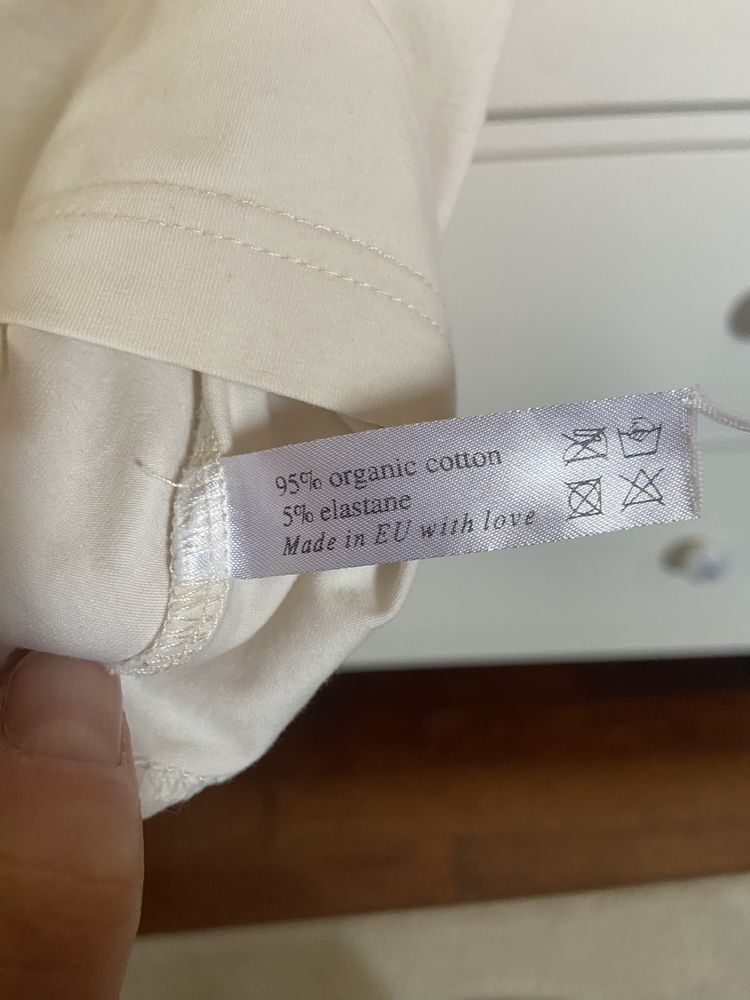 95% organic cotton
5% elastane
Made in EU with love